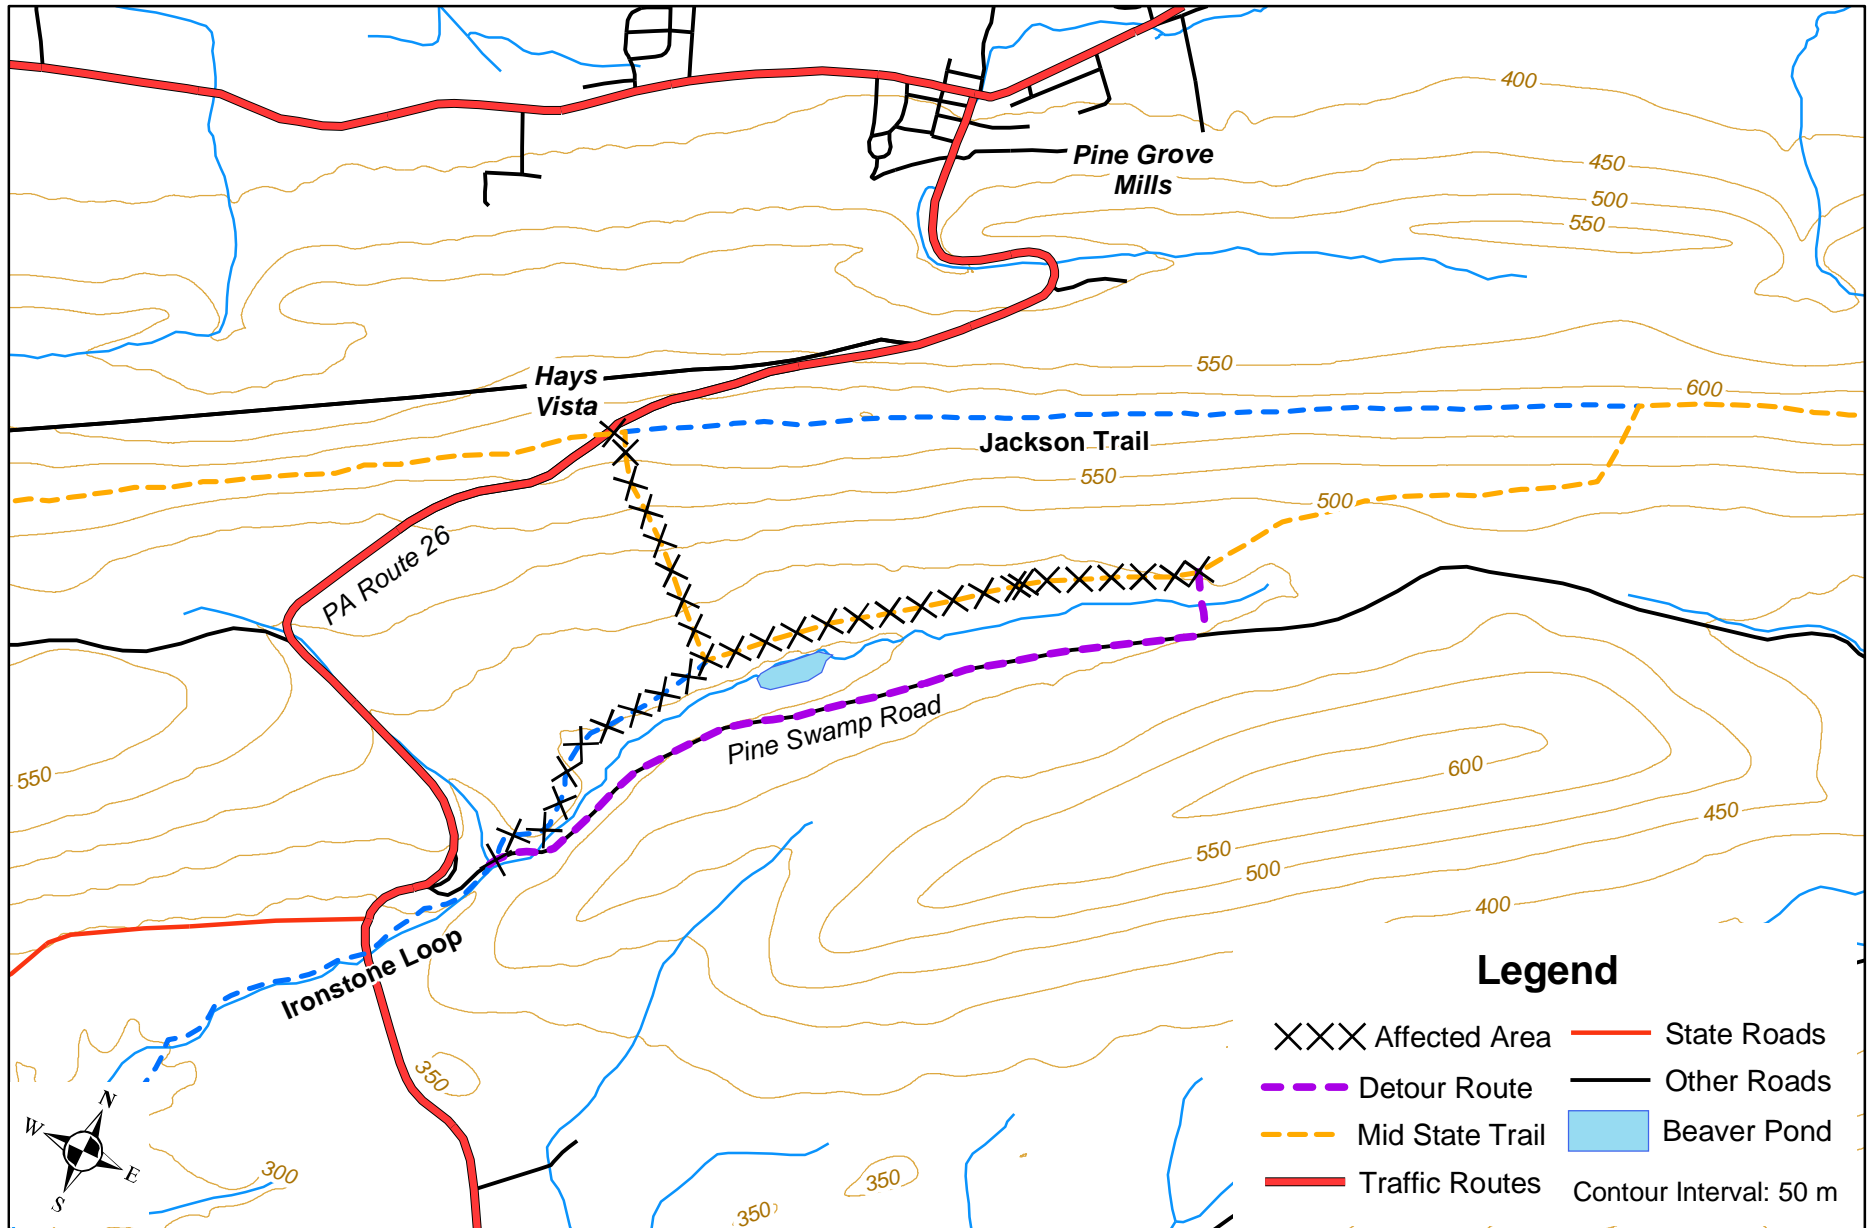 400
Pine Grove
Mills
450
500
550
Hays
Vista
550
600
Jackson Trail
550
500
PA Route 26
Pine Swamp Road
550
600
450
550
500
400
Ironstone Loop
350
300
350
350
N
W
E
S
Legend
Affected Area
State Roads
Detour Route
Other Roads
Mid State Trail
Beaver Pond
Traffic Routes
Contour Interval: 50 m